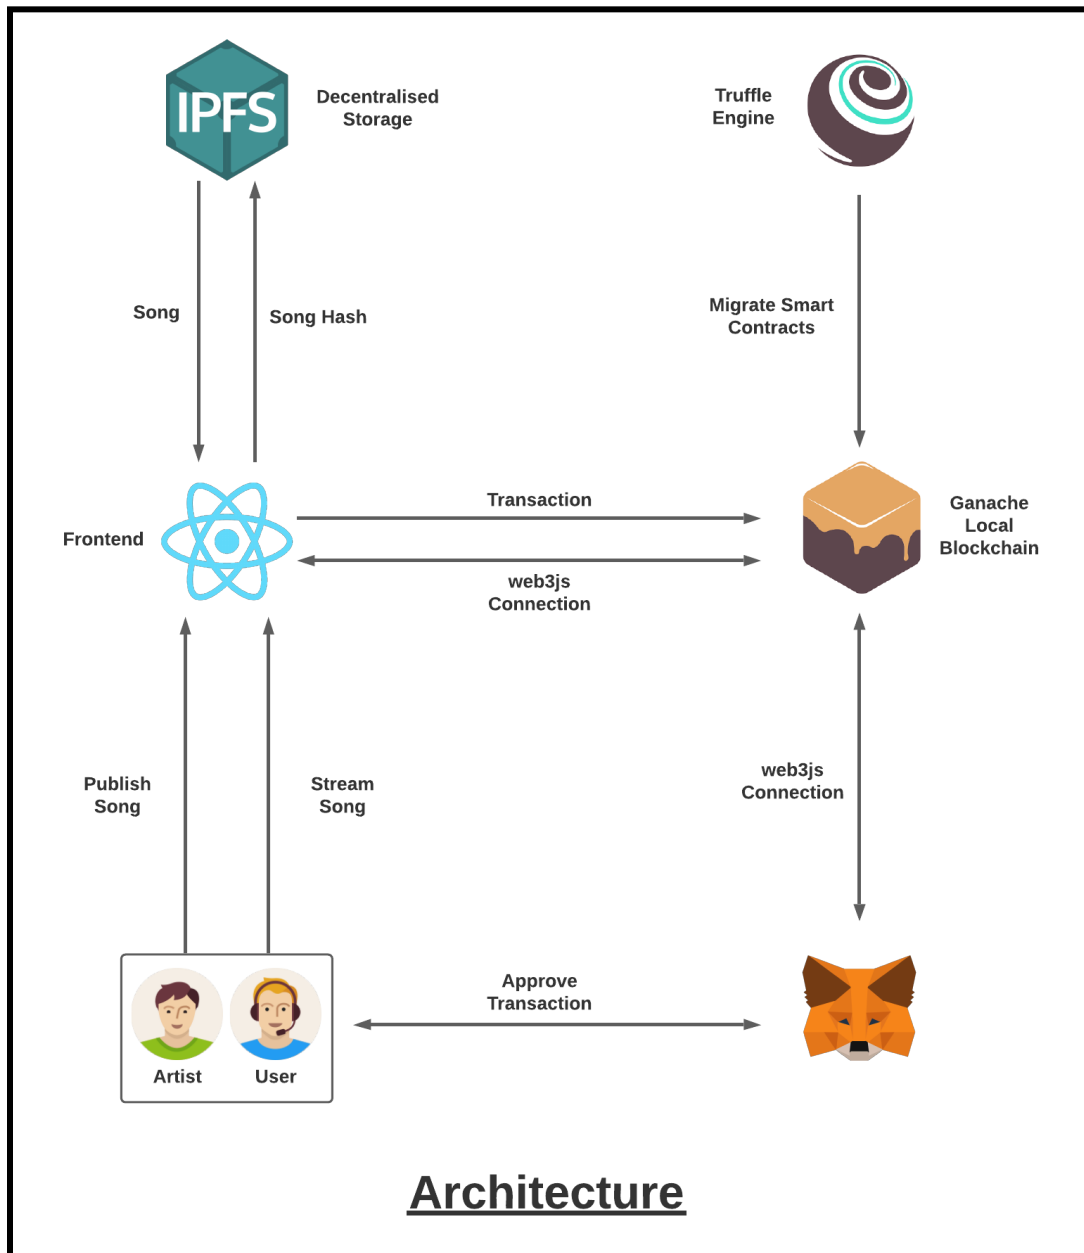 IPFS
Decentralised
Storage
Truffle
Engine
Song
Song Hash
Migrate Smart
Contracts
Frontend
Transaction
web3js
Connection
Ganache
Local
Blockchain
Publish
Song
Stream
Song
web3js
Connection
Artist
User
Approve
Transaction
Architecture